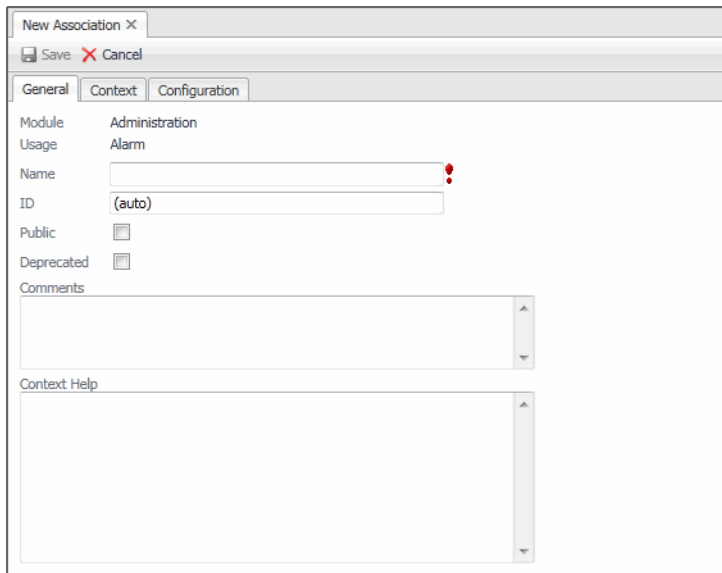 New Association
Save Cancel
General Context Configuration
Module Administration
Usage Alarm
Name
ID (auto)
Public
Deprecated
Comments
Context Help